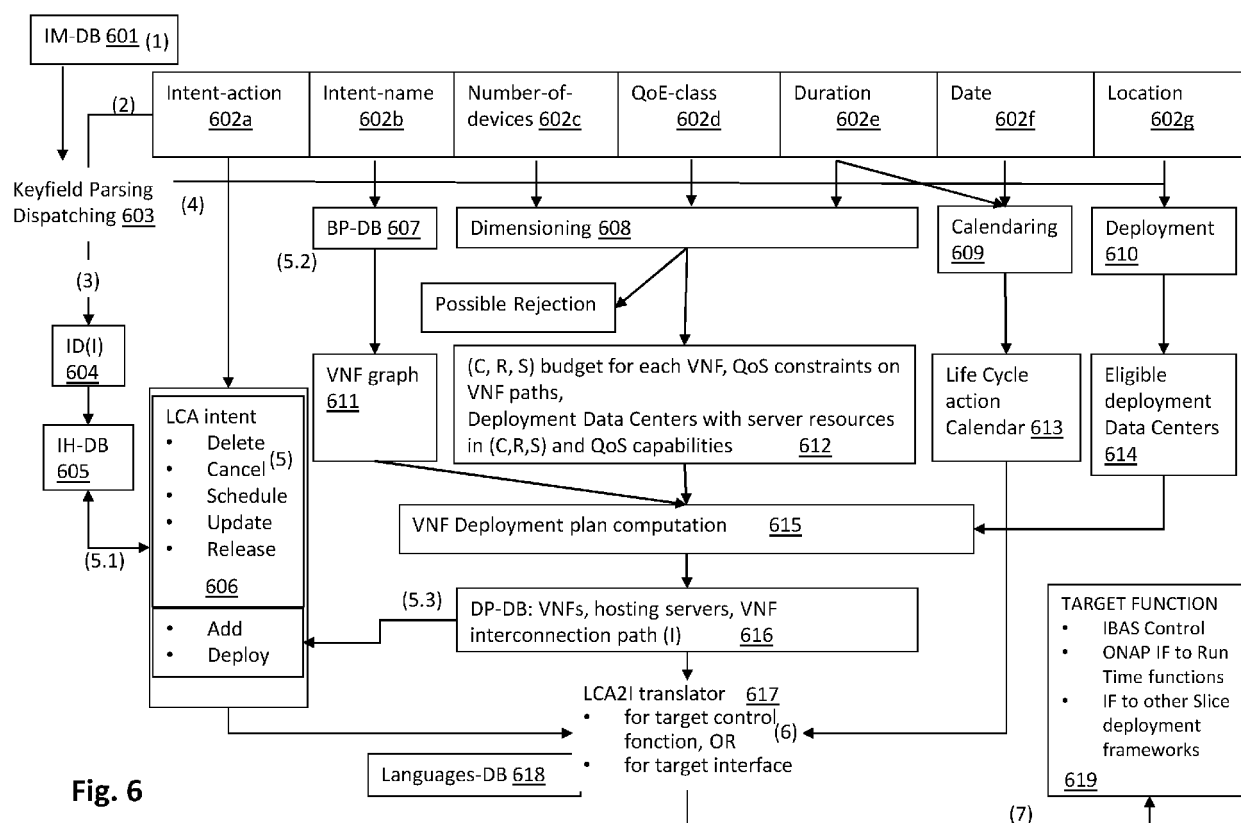 IM-DB 601 (1)
(2)
Intent-action
602a
Intent-name
602b
Number-of-
devices 602c
QoE-class
602d
Duration
602e
Date
602f
Location
602g
Keyfield Parsing
Dispatching 603
(4)
(3)
BP-DB 607
(5.2)
Dimensioning 608
Calendaring
609
Deployment
610
Possible Rejection
ID(I)
604
IH-DB
605
(5.1)
LCA intent
• Delete
• Cancel (5)
• Schedule
• Update
• Release
606
• Add
• Deploy
VNF graph
611
(C, R, S) budget for each VNF, QoS constraints on
VNF paths,
Deployment Data Centers with server resources
in (C,R,S) and QoS capabilities 612
Life Cycle
action
Calendar 613
Eligible
deployment
Data Centers
614
VNF Deployment plan computation 615
(5.3)
DP-DB: VNFs, hosting servers, VNF
interconnection path (I) 616
LCA2I translator 617
• for target control
fonction, OR
• for target interface
(6)
Languages-DB 618
TARGET FUNCTION
• IBAS Control
• ONAP IF to Run
Time functions
• IF to other Slice
deployment
frameworks
619
(7)
Fig. 6